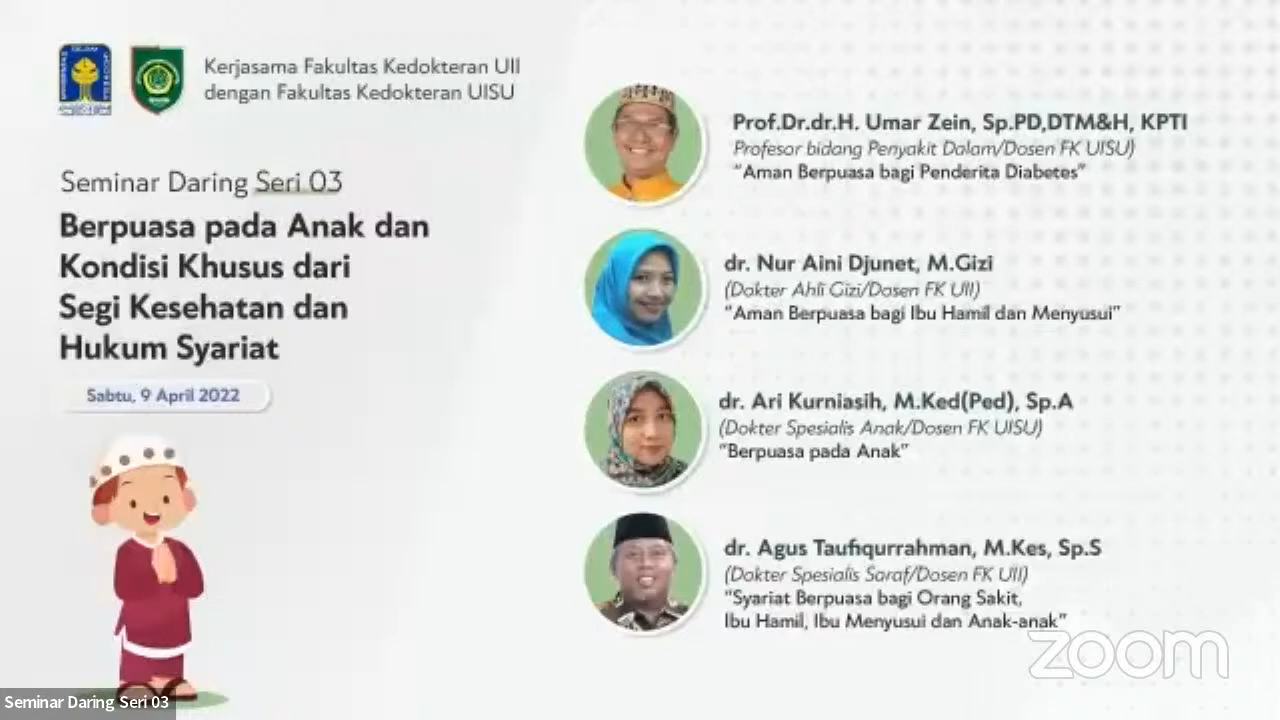 Kerjasama Fakultas Kedokteran UII
dengan Fakultas Kedokteran UISU
Seminar Daring Seri 03
Berpuasa pada Anak dan
Kondisi Khusus dari
Segi Kesehatan dan
Hukum Syariat
Sabtu, 9 April 2022
Prof.Dr.dr.H. Umar Zein, Sp.PD,DTM&H, KPTI
Profesor bidang Penyakit Dalam/Dosen FK UISU)
"Aman Berpuasa bagi Penderita Diabetes"
dr. Nur Aini Djunet, M.Gizi
(Dokter Ahli Gizi/Dosen FK UII)
"Aman Berpuasa bagi Ibu Hamil dan Menyusui"
dr. Ari Kurniasih, M.Ked(Ped), Sp.A
(Dokter Spesialis Anak/Dosen FK UISU)
"Berpuasa pada Anak"
dr. Agus Taufiqurrahman, M.Kes, Sp.S
(Dokter Spesialis Saraf/Dosen FK UII)
"Syariat Berpuasa bagi Orang Sakit,
Ibu Hamil, Ibu Menyusui dan Anak-anak"
zoom
Seminar Daring Seri 03